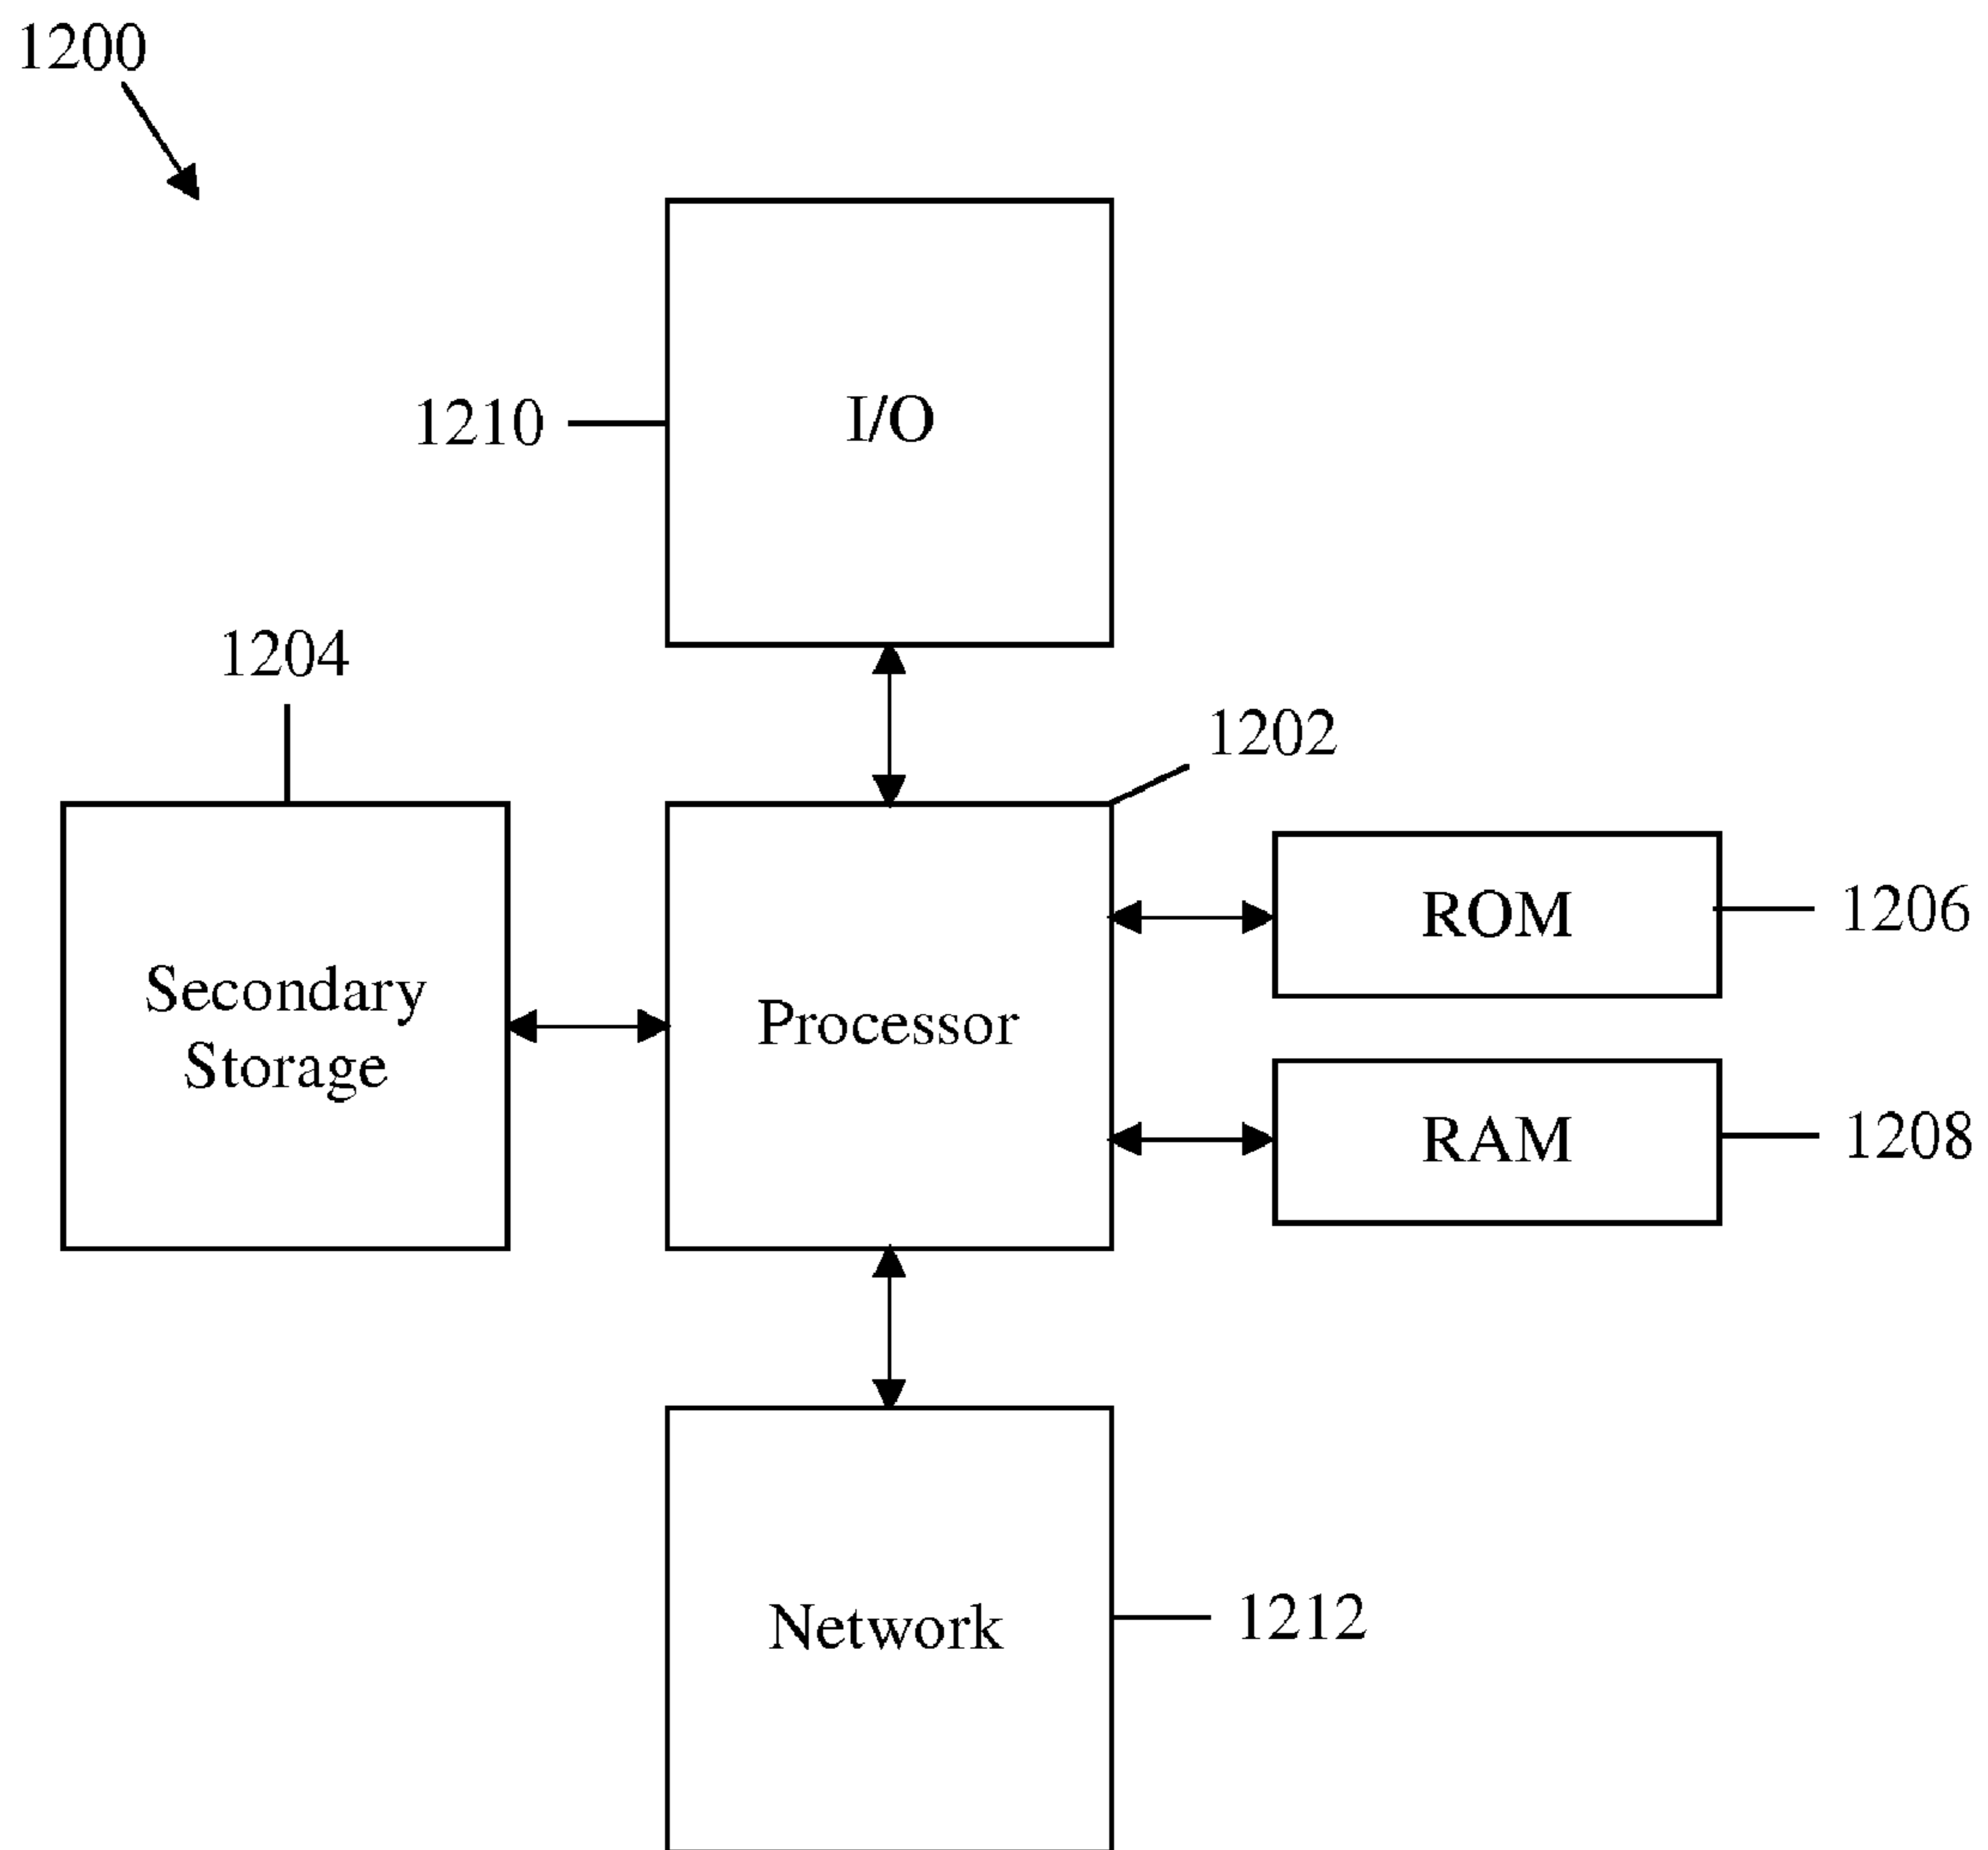 1200
I/O
1210
1204
1202
ROM
1206
Secondary
Storage
Processor
RAM
1208
Network
1212